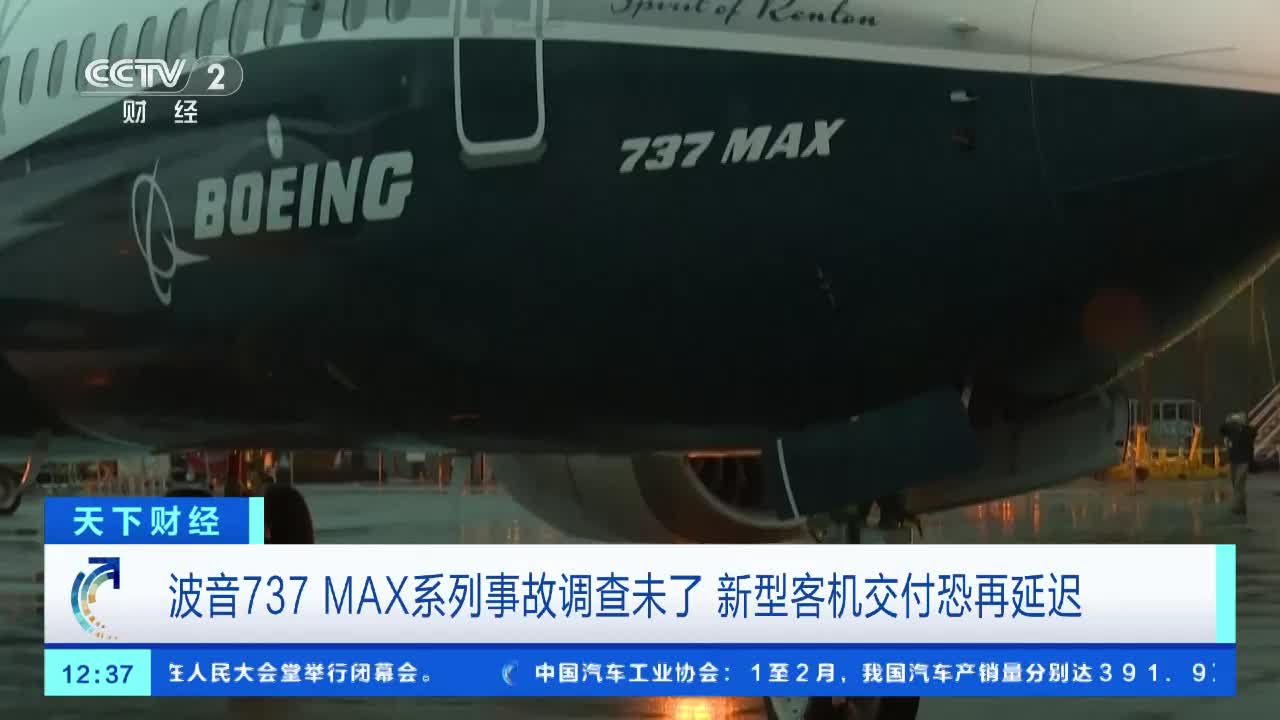 Spirit of Renton
CCTV 2
财 经
BOEING
737 MAX
天下财经
波音737 MAX系列事故调查未了 新型客机交付恐再延迟
12:37
在人民大会堂举行闭幕会。 中国汽车工业协会：1至2月，我国汽车产销量分别达391.9